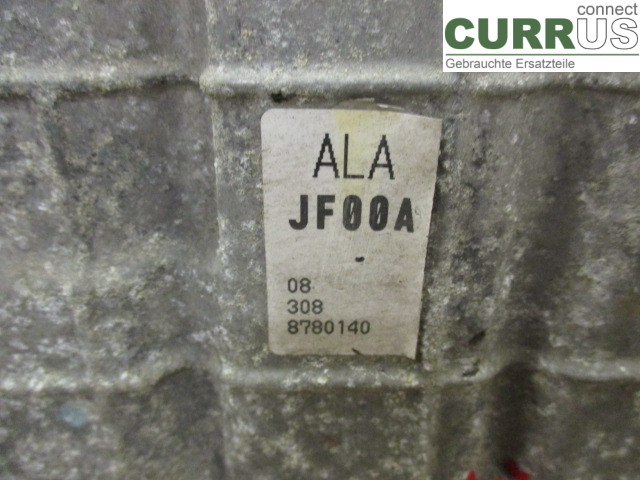 connect
CURRUS
Gebrauchte Ersatzteile
ALA
JF00A
-
08
308
8780140